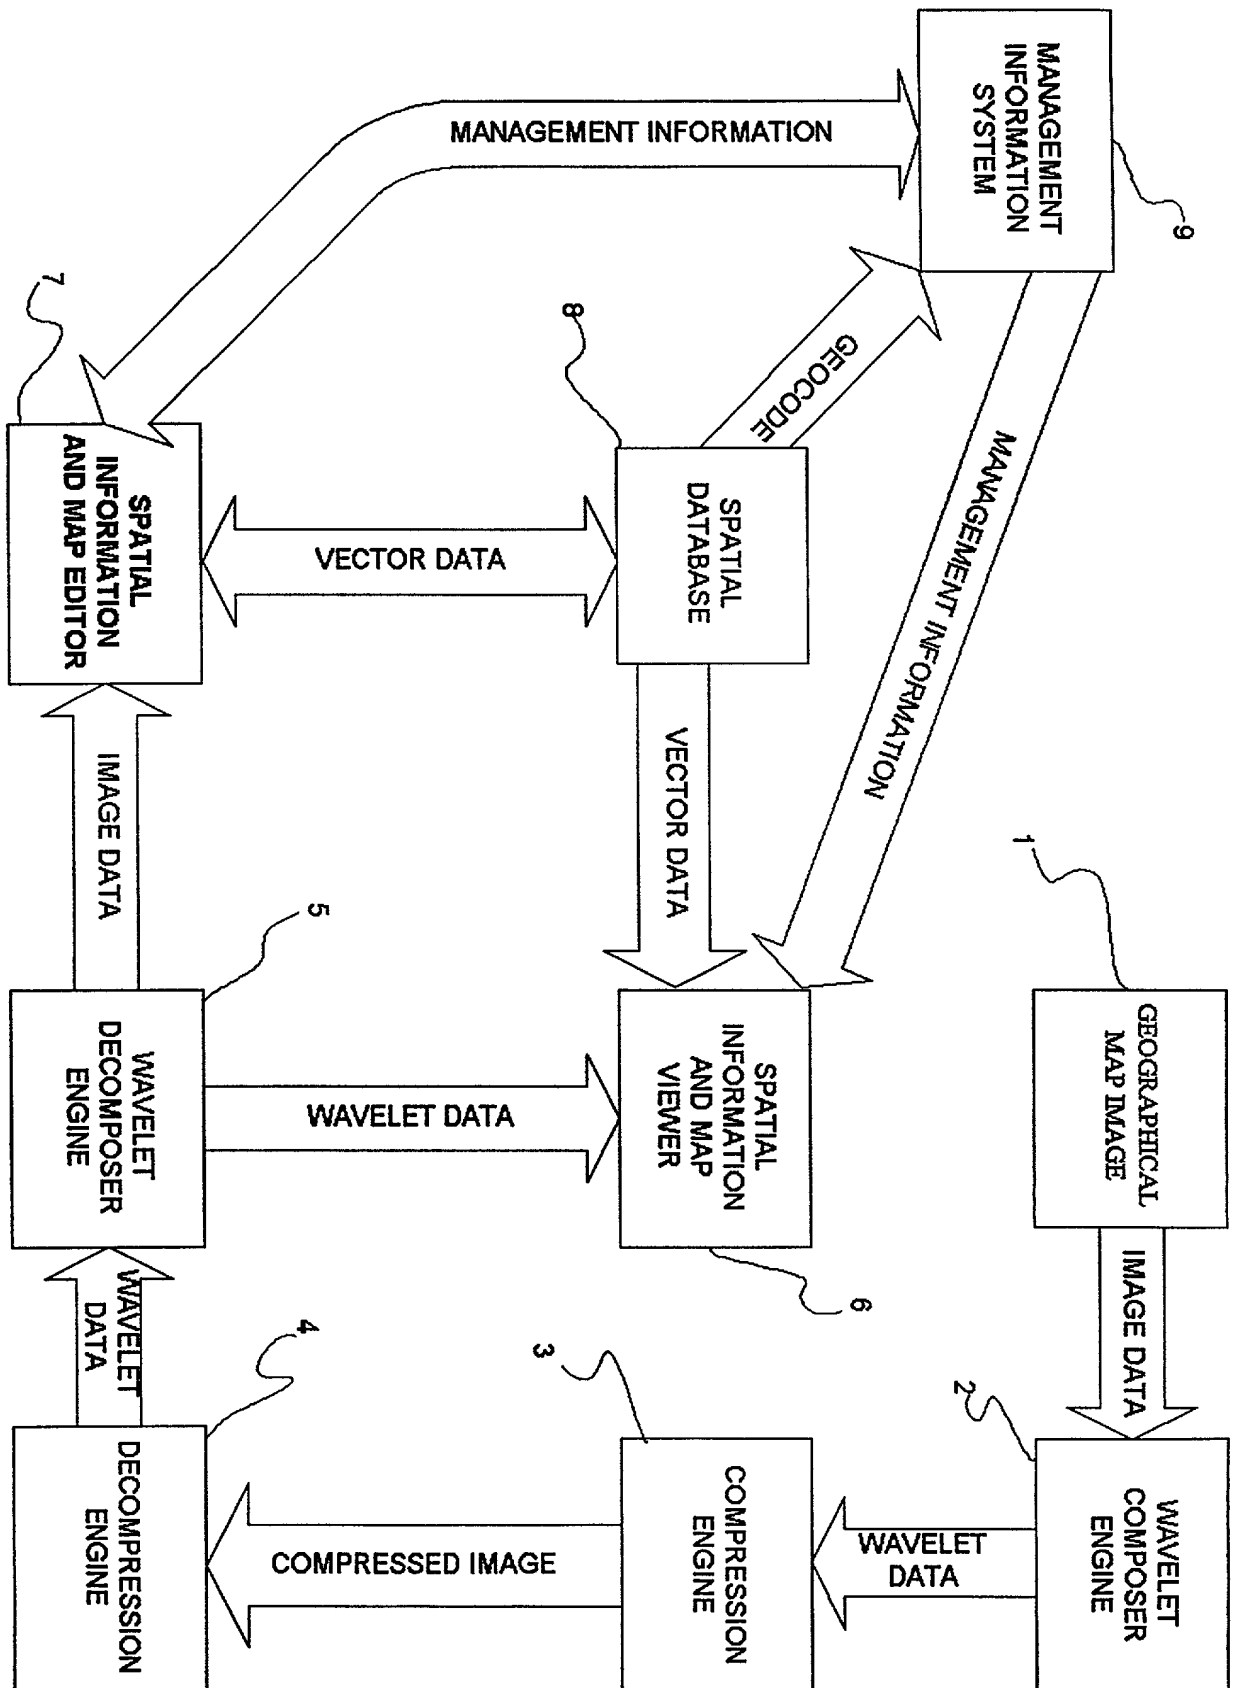 1
GEOGRAPHICAL
MAP IMAGE
IMAGE DATA
2
WAVELET
COMPOSER
ENGINE
WAVELET
DATA
3
COMPRESSION
ENGINE
COMPRESSED IMAGE
4
DECOMPRESSION
ENGINE
WAVELET
DATA
5
WAVELET
DECOMPOSER
ENGINE
WAVELET DATA
6
SPATIAL
INFORMATION
AND MAP
VIEWER
IMAGE DATA
7
SPATIAL
INFORMATION
AND MAP EDITOR
VECTOR DATA
8
SPATIAL
DATABASE
VECTOR DATA
GEOCODE
9
MANAGEMENT
INFORMATION
SYSTEM
MANAGEMENT INFORMATION
MANAGEMENT INFORMATION